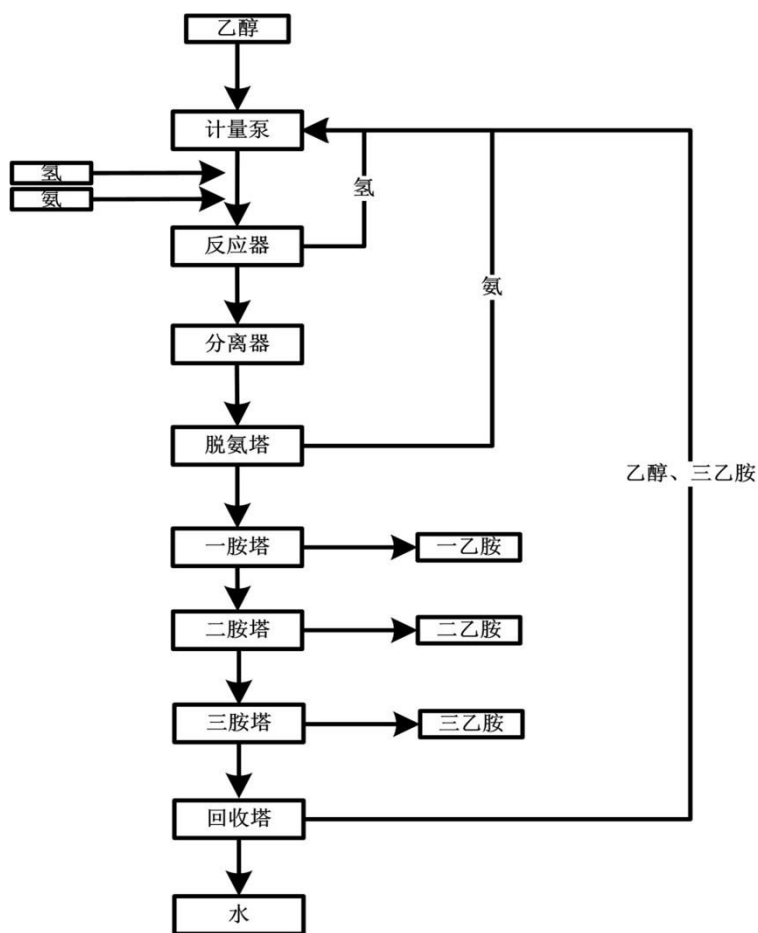 乙醇
计量泵
氢
氨
氢
反应器
氨
分离器
脱氨塔
乙醇、三乙胺
一胺塔
一乙胺
二胺塔
二乙胺
三胺塔
三乙胺
回收塔
水